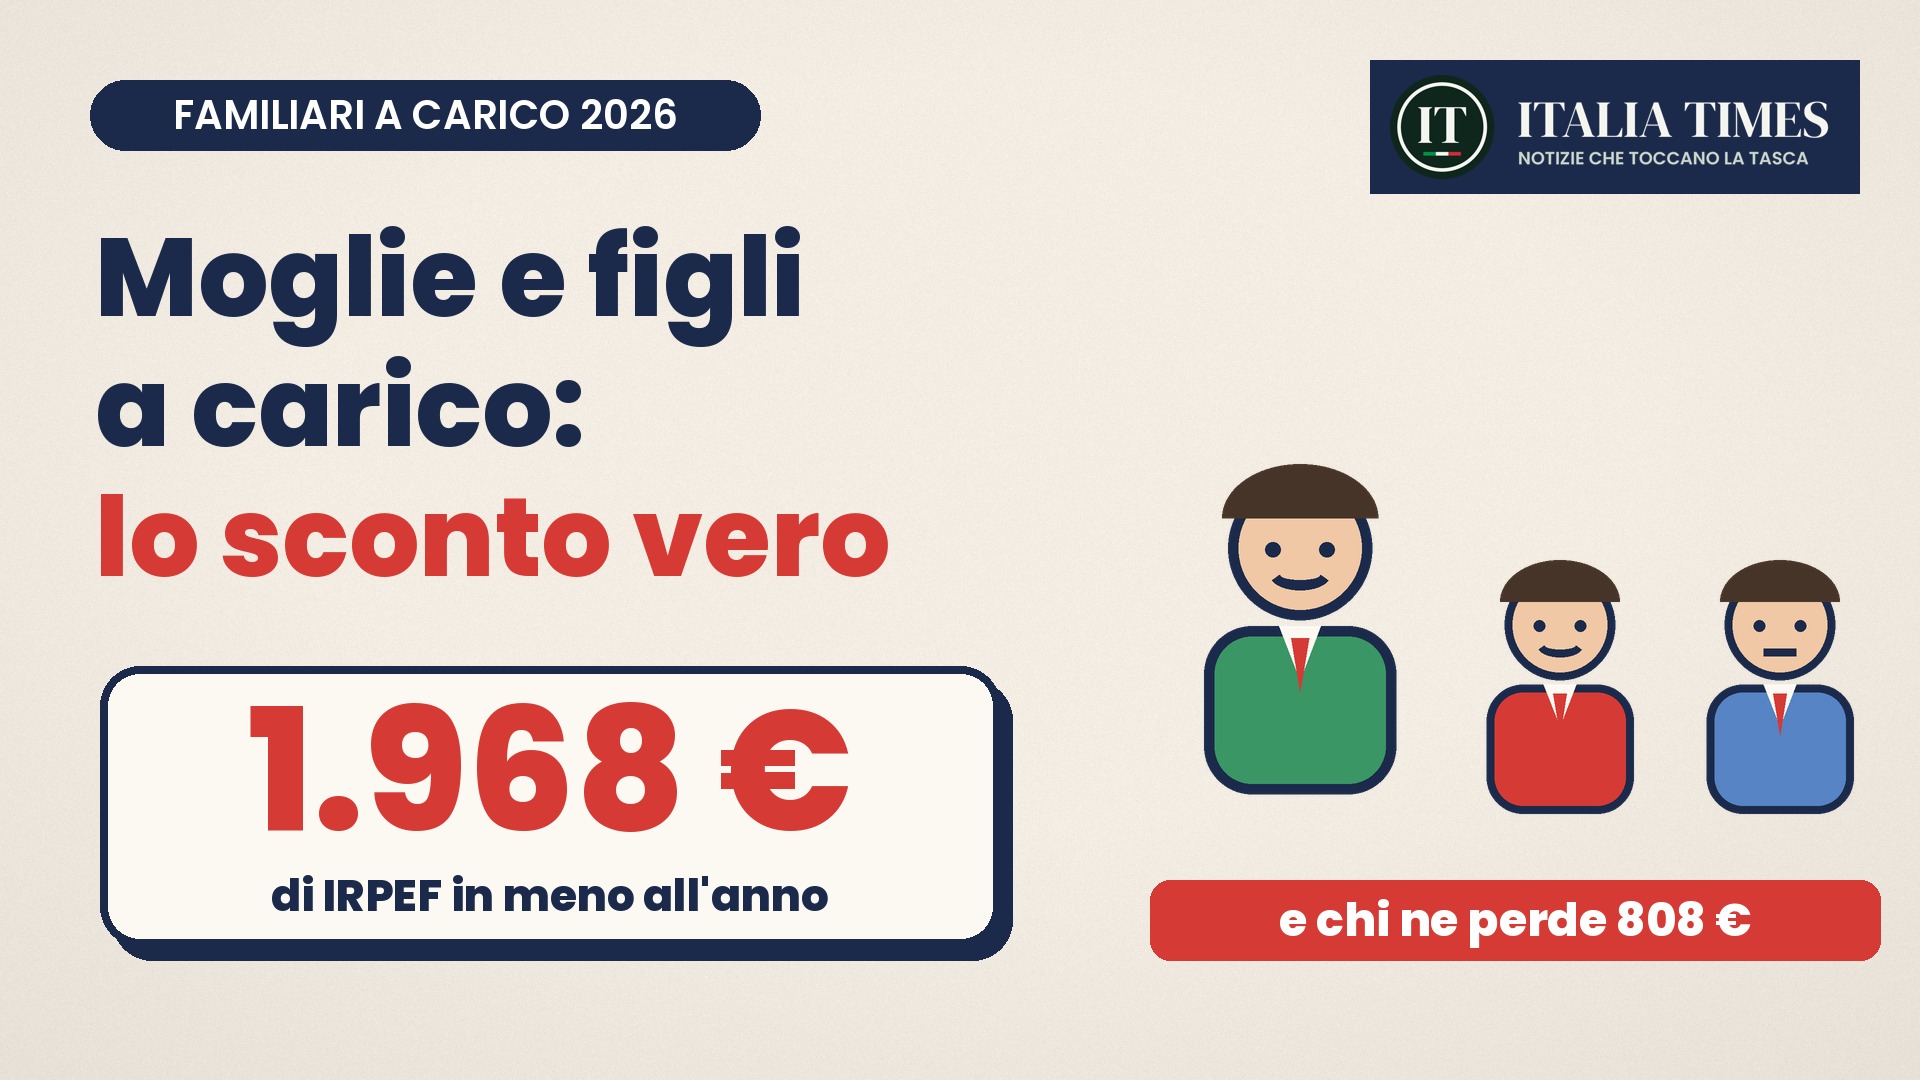 FAMILIARI A CARICO 2026
IT
ITALIA TIMES
NOTIZIE CHE TOCCANO LA TASCA
Moglie e figli
a carico:
lo sconto vero
1.968 €
di IRPEF in meno all'anno
e chi ne perde 808 €